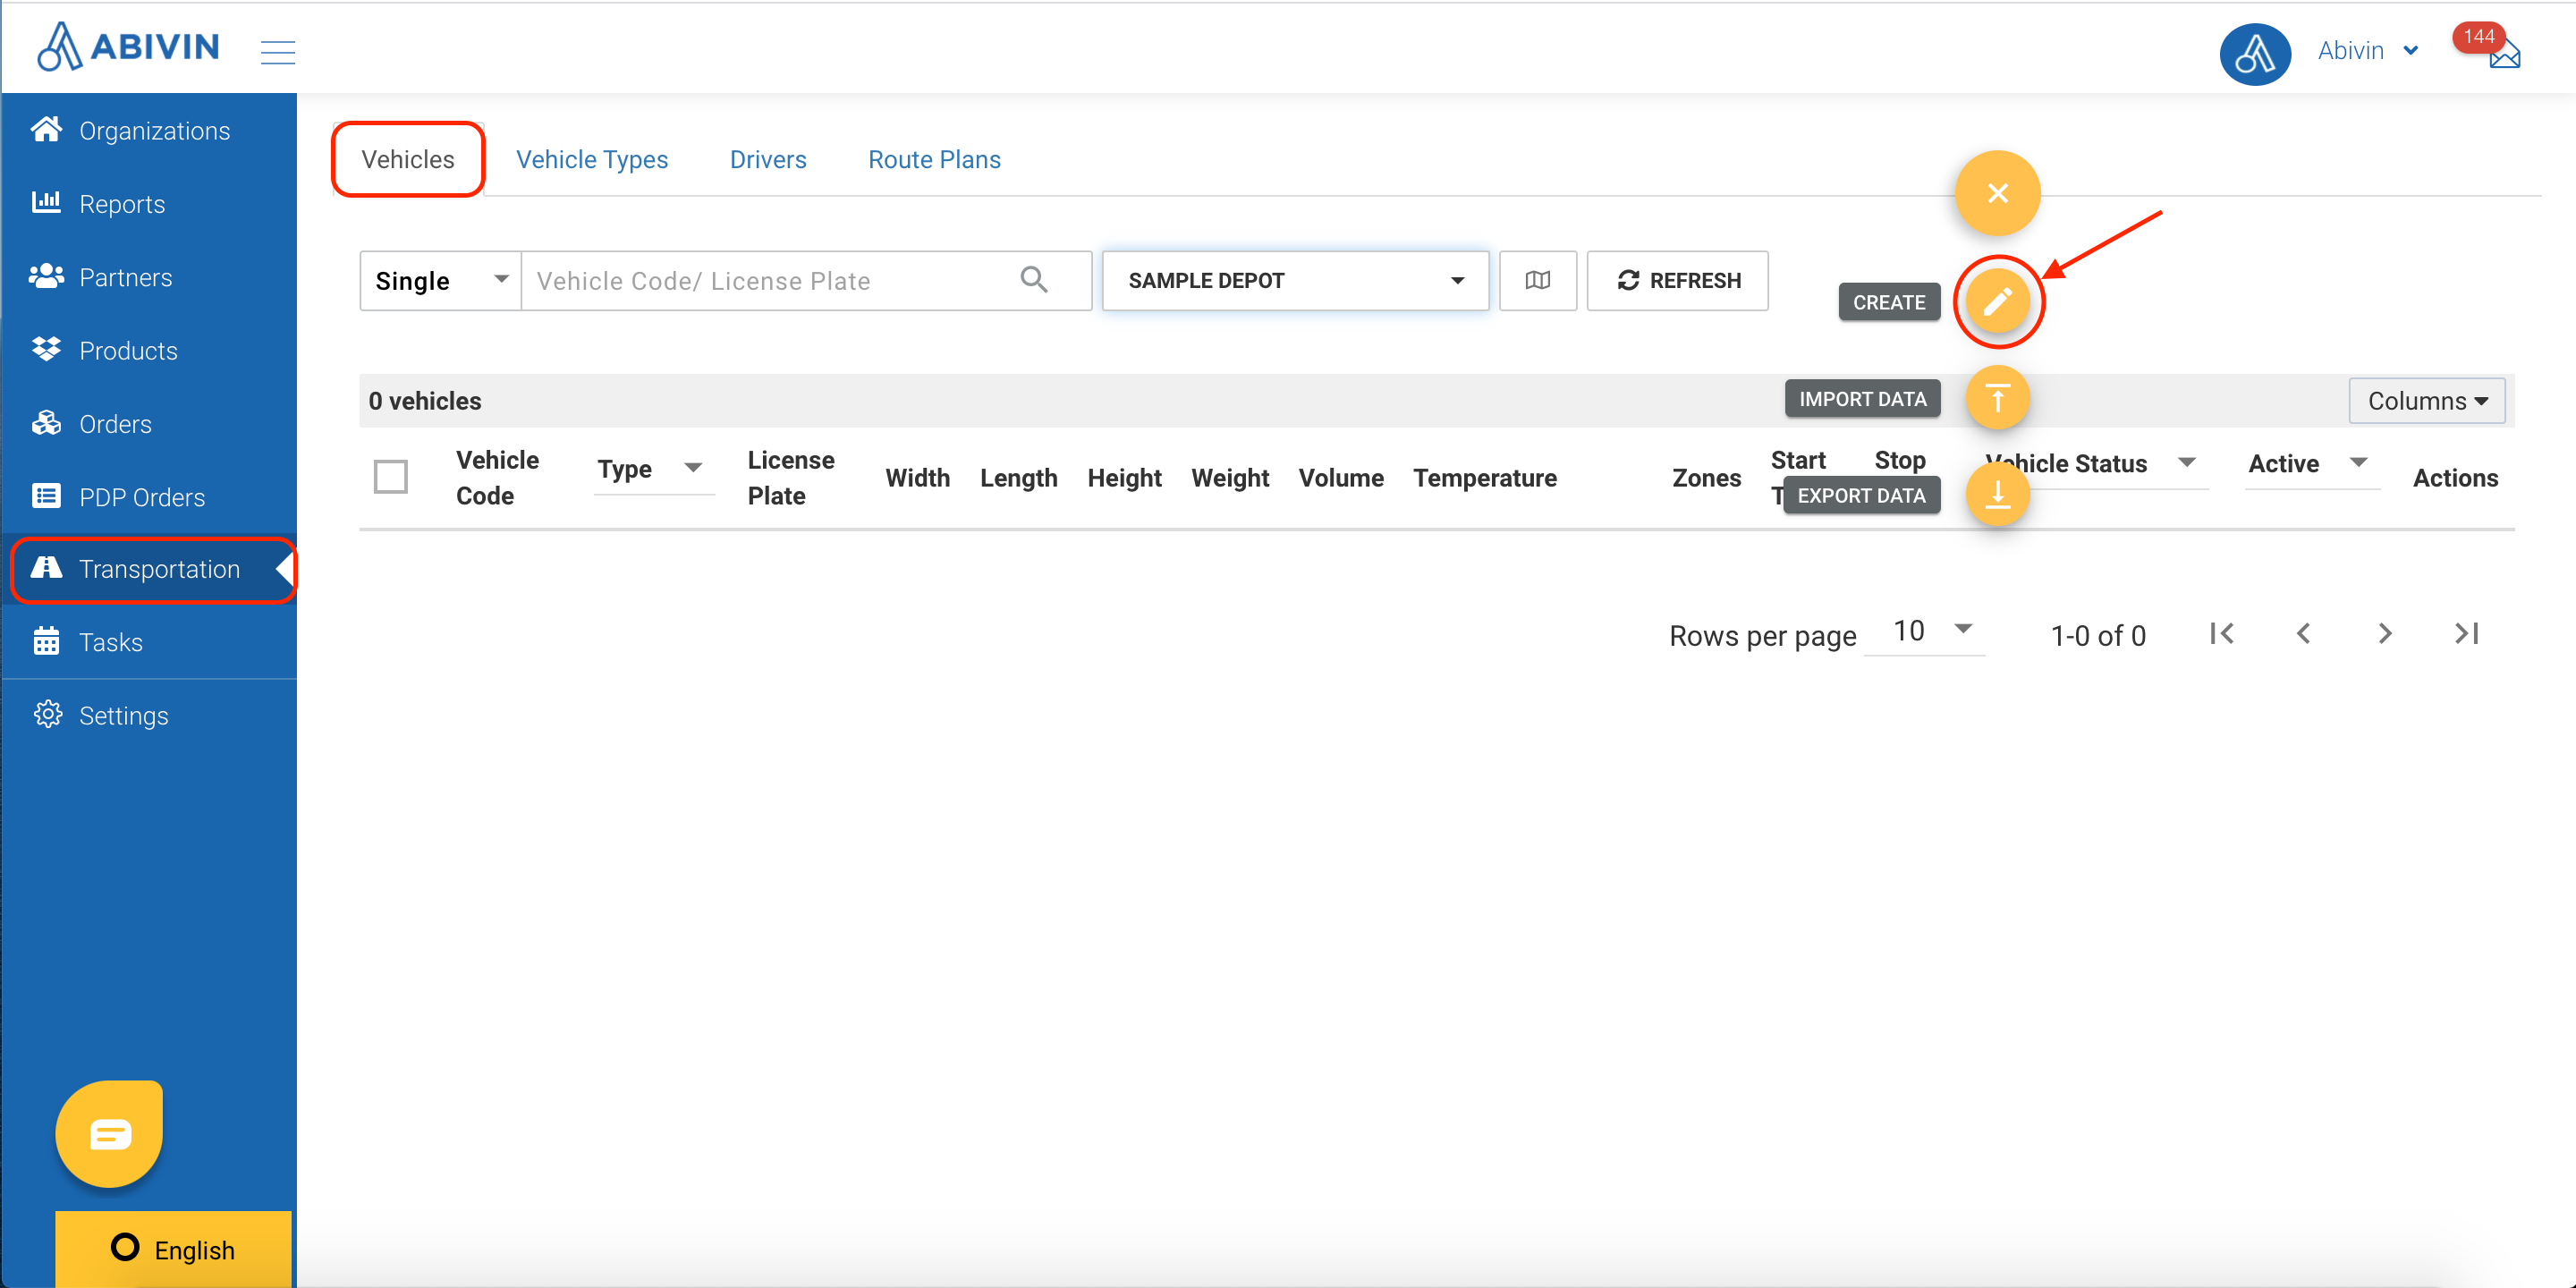 ABIVIN
Abivin
144
Organizations
Reports
Partners
Products
Orders
PDP Orders
Transportation
Tasks
Settings
English
Vehicles Vehicle Types Drivers Route Plans
Single Vehicle Code/ License Plate SAMPLE DEPOT REFRESH
CREATE
0 vehicles IMPORT DATA Columns
Vehicle Code Type License Plate Width Length Height Weight Volume Temperature Zones Start T Stop Vehicle Status Active Actions
EXPORT DATA
Rows per page 10 1-0 of 0